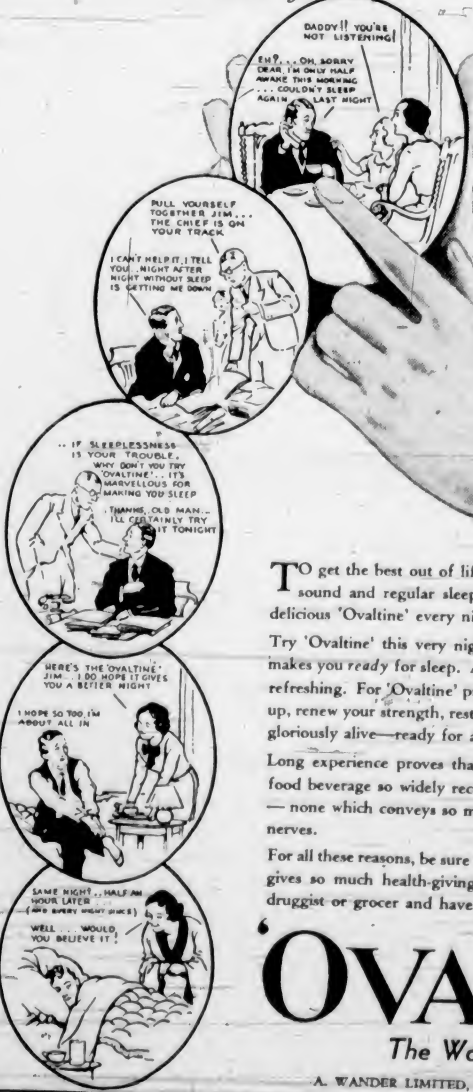 DADDY!! YOU'RE
NOT LISTENING!
EH?... OH, SORRY
DEAR, I'M ONLY HALF
AWAKE THIS MORNING
... COULDN'T SLEEP
AGAIN LAST NIGHT
PULL YOURSELF
TOGETHER JIM...
THE CHIEF IS ON
YOUR TRACK
I CAN'T HELP IT, I TELL
YOU.. NIGHT AFTER
NIGHT WITHOUT SLEEP
IS GETTING ME DOWN
.. IF SLEEPLESSNESS
IS YOUR TROUBLE,
WHY DON'T YOU TRY
'OVALTINE'.. IT'S
MARVELLOUS FOR
MAKING YOU SLEEP
THANKS, OLD MAN...
I'LL CERTAINLY TRY
IT TONIGHT
HERE'S THE 'OVALTINE'
JIM.. I DO HOPE IT GIVES
YOU A BETTER NIGHT
I HOPE SO TOO, I'M
ABOUT ALL IN
SAME NIGHT.. HALF AN
HOUR LATER...
(AND EVERY NIGHT SINCE)
WELL... WOULD
YOU BELIEVE IT!
TO get the best out of lif
sound and regular sleep
delicious 'Ovaltine' every ni
Try 'Ovaltine' this very nig
makes you ready for sleep. A
refreshing. For 'Ovaltine' p
up, renew your strength, rest
gloriously alive—ready for a
Long experience proves tha
food beverage so widely rec
— none which conveys so m
nerves.
For all these reasons, be sure
gives so much health-giving
druggist or grocer and have
'OVA
The Wo
A. WANDER LIMITED,